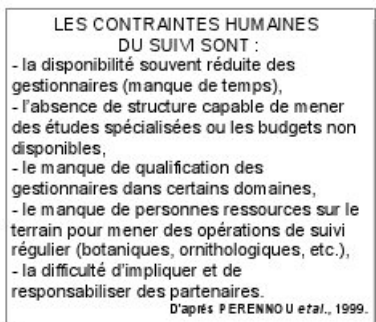 LES CONTRAINTES HUMAINES
DU SUIVI SONT :
- la disponibilité souvent réduite des
gestionnaires (manque de temps),
- l'absence de structure capable de mener
des études spécialisées ou les budgets non
disponibles,
- le manque de qualification des
gestionnaires dans certains domaines,
- le manque de personnes ressources sur le
terrain pour mener des opérations de suivi
régulier (botaniques, ornithologiques, etc.),
- la difficulté d'impliquer et de
responsabiliser des partenaires.
D'après PERENNOU et al., 1999.